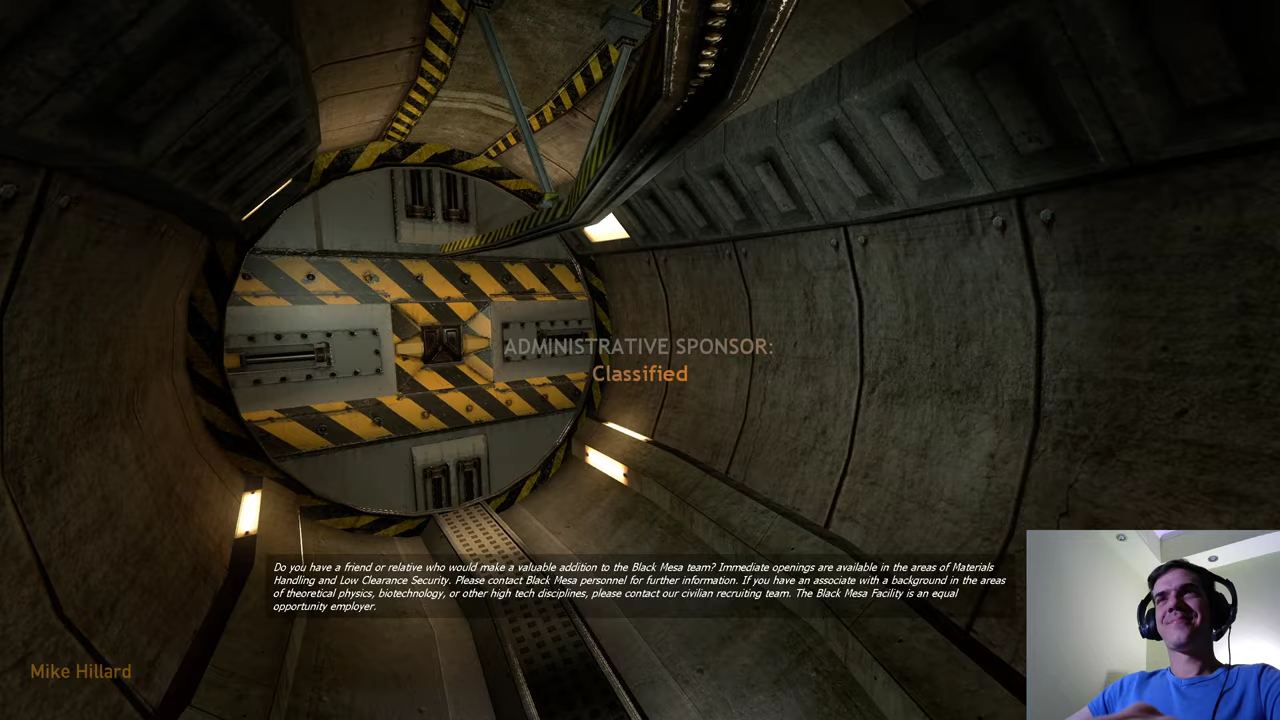 ADMINISTRATIVE SPONSOR:
Classified
Do you have a friend or relative who would make a valuable addition to the Black Mesa team? Immediate openings are available in the areas of Materials
Handling and Low Clearance Security. Please contact Black Mesa personnel for further information. If you have an associate with a background in the areas
of theoretical physics, biotechnology, or other high tech disciplines, please contact our civilian recruiting team. The Black Mesa Facility is an equal
opportunity employer.
Mike Hillard